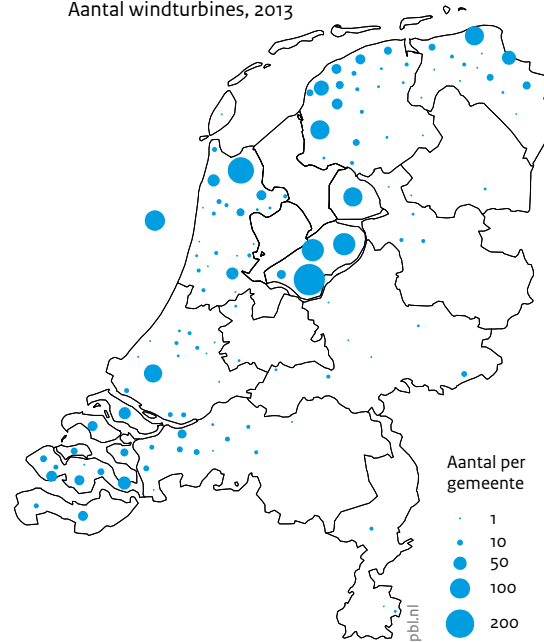 Aantal windturbines, 2013
Aantal per
gemeente
1
10
50
100
200
pbl.nl